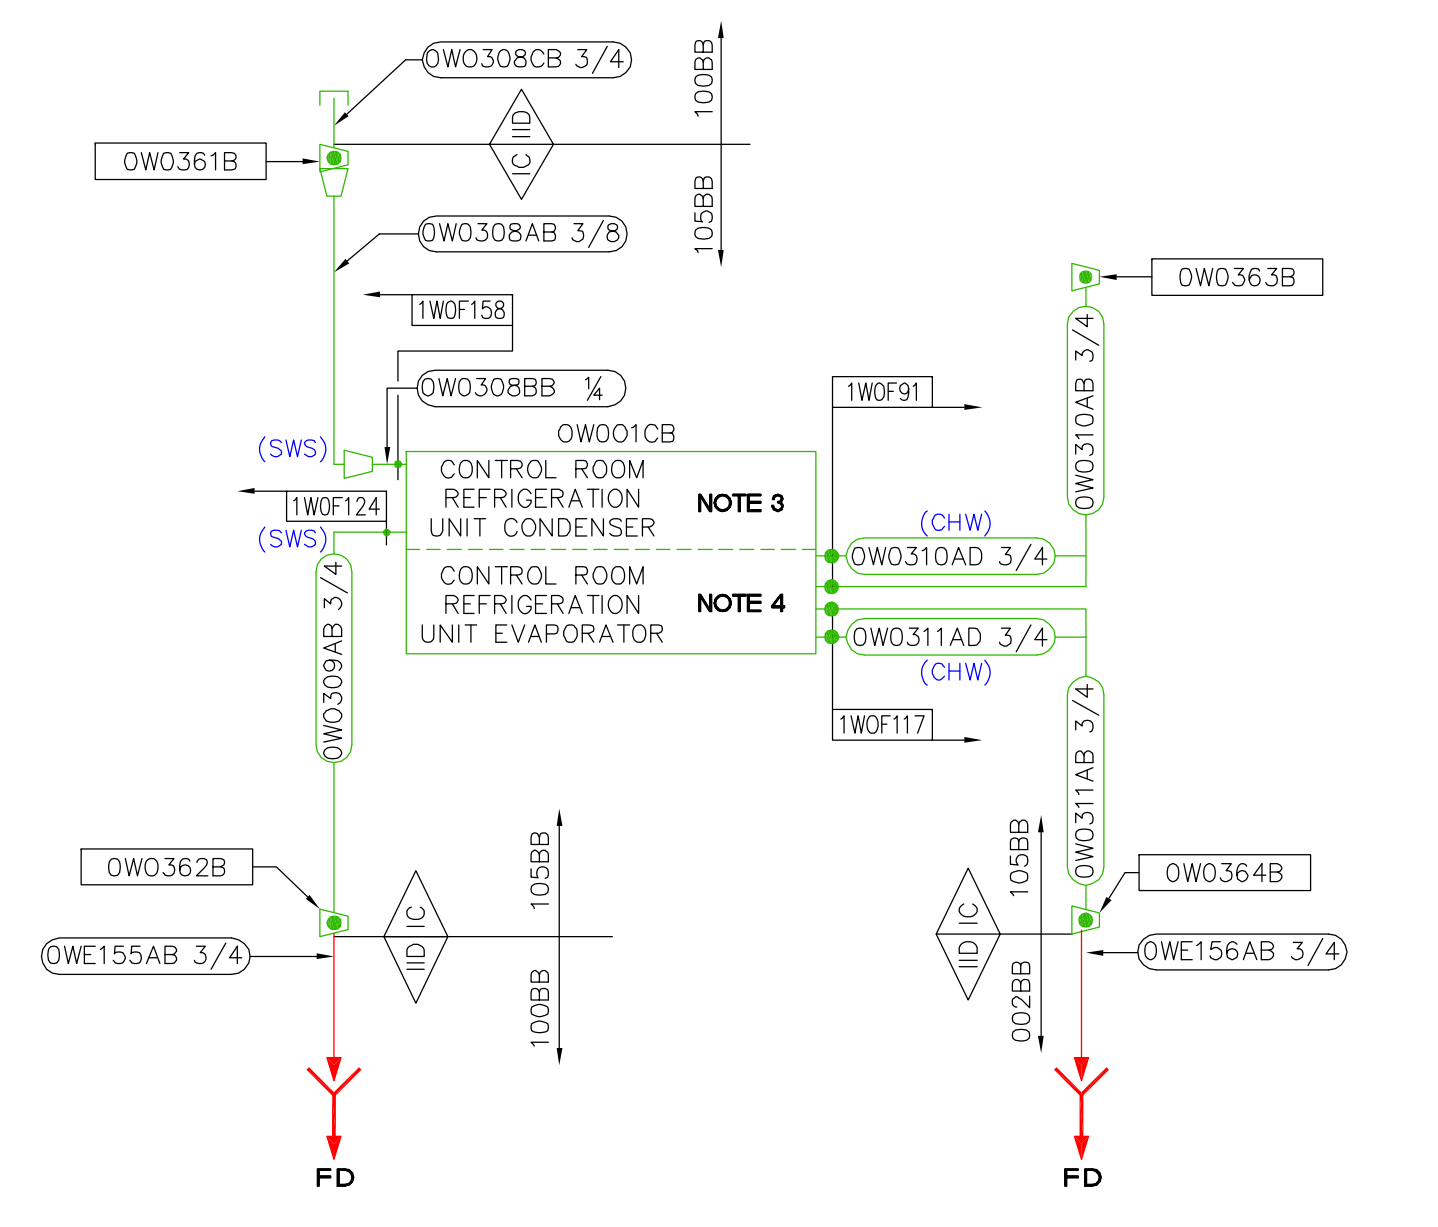 0W0308CB 3/4
100BB
IC IID
0W0361B
105BB
0W0308AB 3/8
0W0363B
1W0F158
0W0310AB 3/4
0W0308BB 1/4
1W0F91
0W001CB
(SWS)
CONTROL ROOM
REFRIGERATION
UNIT CONDENSER
NOTE 3
1W0F124
(SWS)
(CHW)
0W0310AD 3/4
CONTROL ROOM
REFRIGERATION
UNIT EVAPORATOR
NOTE 4
0W0309AB 3/4
0W0311AD 3/4
(CHW)
1W0F117
0W0311AB 3/4
0W0362B
105BB
IID IC
100BB
0WE155AB 3/4
105BB
IID IC
002BB
0W0364B
0WE156AB 3/4
FD
FD